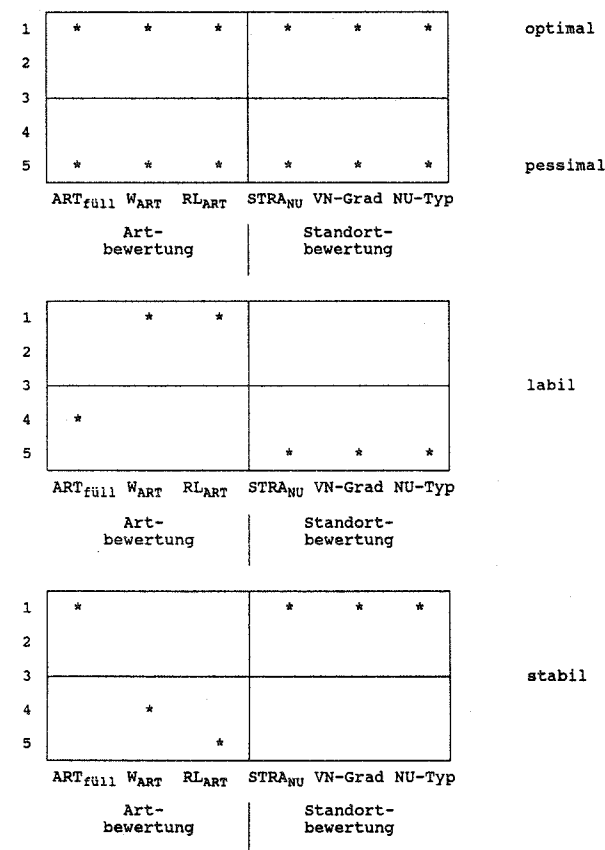 1 * * * * * * optimal
2
3
4
5 * * * * * * pessimal
ARTfüll WART RLART STRANU VN-Grad NU-Typ
Art- Standort-
bewertung bewertung
1 * *
2
3 labil
4 *
5 * * *
ARTfüll WART RLART STRANU VN-Grad NU-Typ
Art- Standort-
bewertung bewertung
1 * * * *
2
3 stabil
4 *
5 *
ARTfüll WART RLART STRANU VN-Grad NU-Typ
Art- Standort-
bewertung bewertung